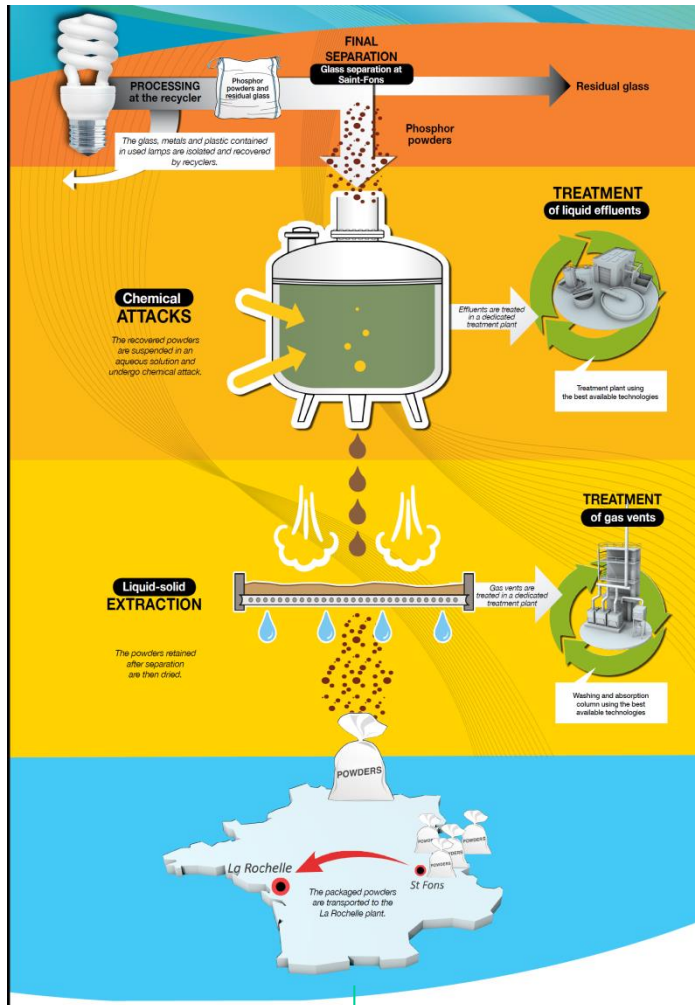 FINAL
SEPARATION
Glass separation at
Saint-Fons
PROCESSING
at the recycler
Phosphor
powders and
residual glass
Residual glass
The glass, metals and plastic contained
in used lamps are isolated and recovered
by recyclers.
Phosphor
powders
TREATMENT
of liquid effluents
Chemical
ATTACKS
The recovered powders
are suspended in an
aqueous solution and
undergo chemical attack.
Effluents are treated
in a dedicated
treatment plant
Treatment plant using
the best available technologies
TREATMENT
of gas vents
Liquid-solid
EXTRACTION
Gas vents are
treated in a dedicated
treatment plant
The powders retained
after separation
are then dried.
Washing and absorption
column using the best
available technologies
POWDERS
POWDERS
POWDERS
POWDERS
La Rochelle
St Fons
The packaged powders
are transported to the
La Rochelle plant.